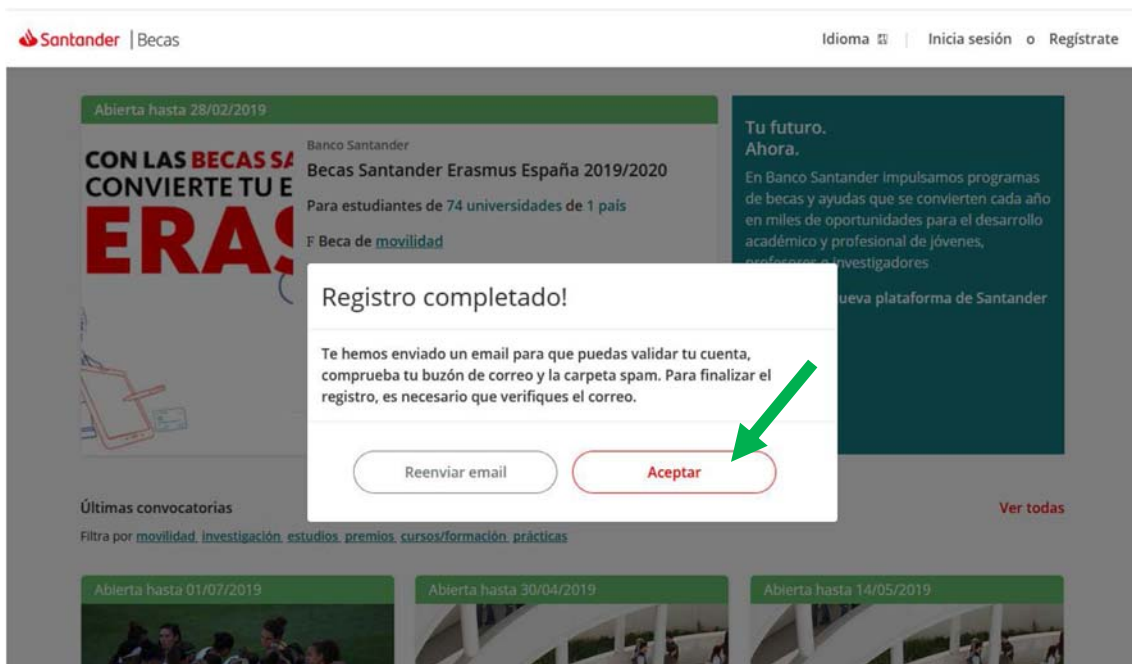 Santander | Becas
Idioma
Inicia sesión o Regístrate
Abierta hasta 28/02/2019
CON LAS BECAS SA
CONVIERTE TU E
ERAS
Banco Santander
Becas Santander Erasmus España 2019/2020
Para estudiantes de 74 universidades de 1 país
F Beca de movilidad
Tu futuro.
Ahora.
En Banco Santander impulsamos programas
de becas y ayudas que se convierten cada año
en miles de oportunidades para el desarrollo
académico y profesional de jóvenes,
profesores e investigadores
ueva plataforma de Santander
Registro completado!
Te hemos enviado un email para que puedas validar tu cuenta,
comprueba tu buzón de correo y la carpeta spam. Para finalizar el
registro, es necesario que verifiques el correo.
Reenviar email
Aceptar
Últimas convocatorias
Ver todas
Filtra por movilidad, investigación, estudios, premios, cursos/formación, prácticas
Abierta hasta 01/07/2019
Abierta hasta 30/04/2019
Abierta hasta 14/05/2019